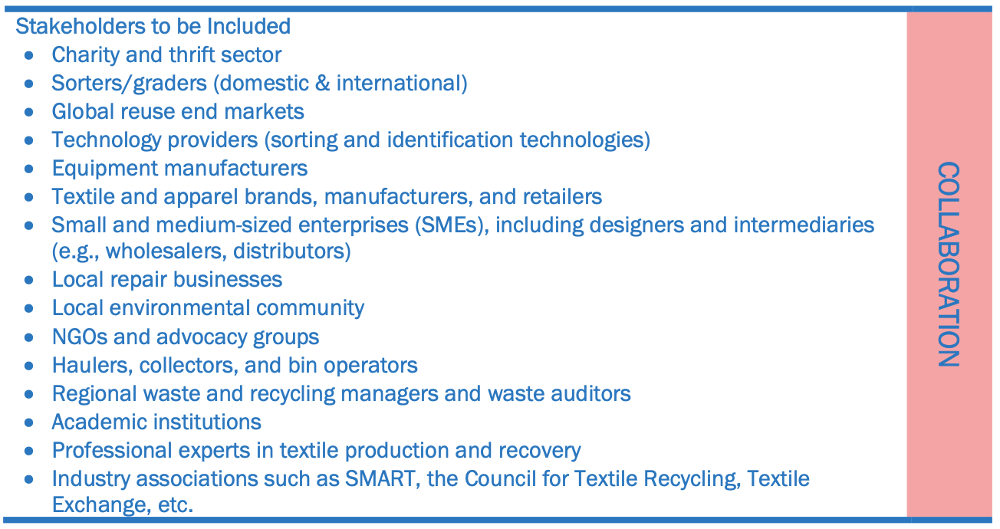 Stakeholders to be Included
• Charity and thrift sector
• Sorters/graders (domestic & international)
• Global reuse end markets
• Technology providers (sorting and identification technologies)
• Equipment manufacturers
• Textile and apparel brands, manufacturers, and retailers
• Small and medium-sized enterprises (SMEs), including designers and intermediaries
(e.g., wholesalers, distributors)
• Local repair businesses
• Local environmental community
• NGOs and advocacy groups
• Haulers, collectors, and bin operators
• Regional waste and recycling managers and waste auditors
• Academic institutions
• Professional experts in textile production and recovery
• Industry associations such as SMART, the Council for Textile Recycling, Textile
Exchange, etc.
COLLABORATION